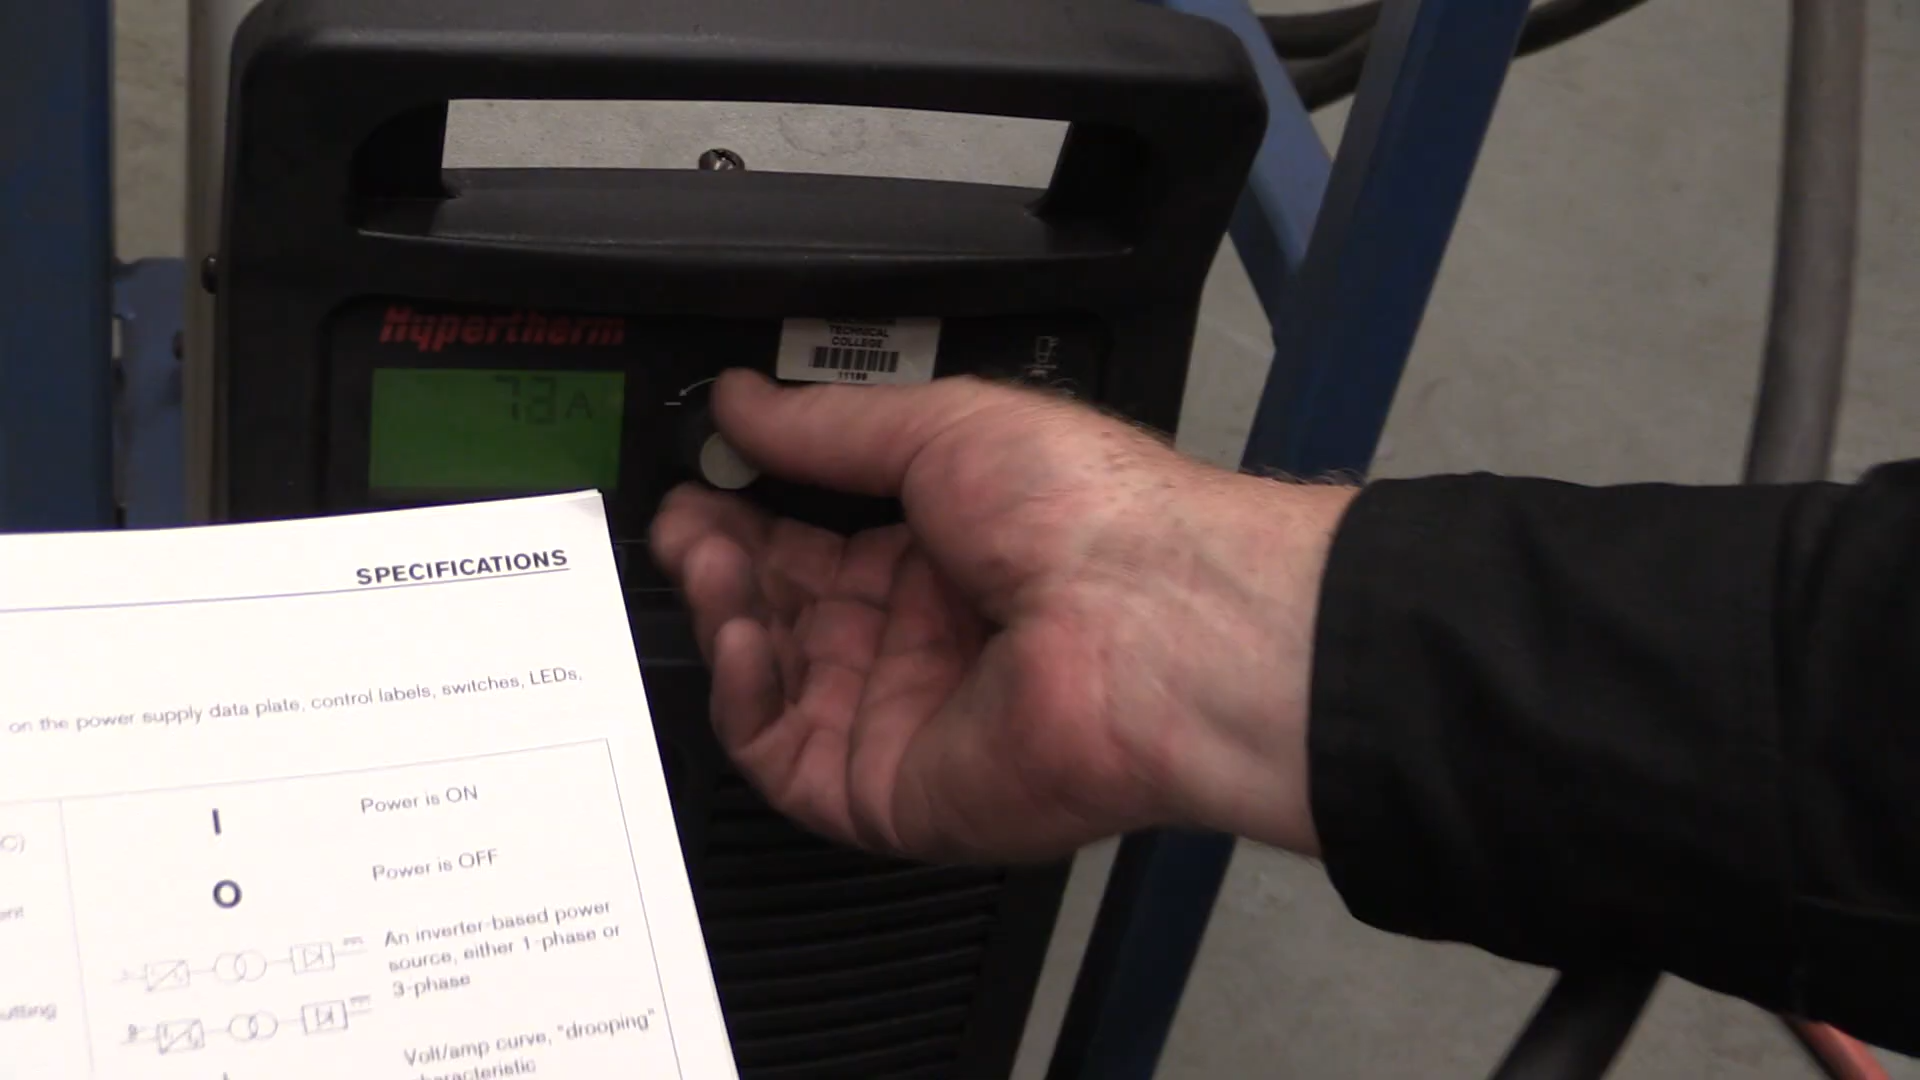 Hypertherm
TECHNICAL
COLLEGE
A
SPECIFICATIONS
on the power supply data plate, control labels, switches, LEDs,
I
Power is ON
O
Power is OFF
An inverter-based power
source, either 1-phase or
3-phase
Volt/amp curve, "drooping"